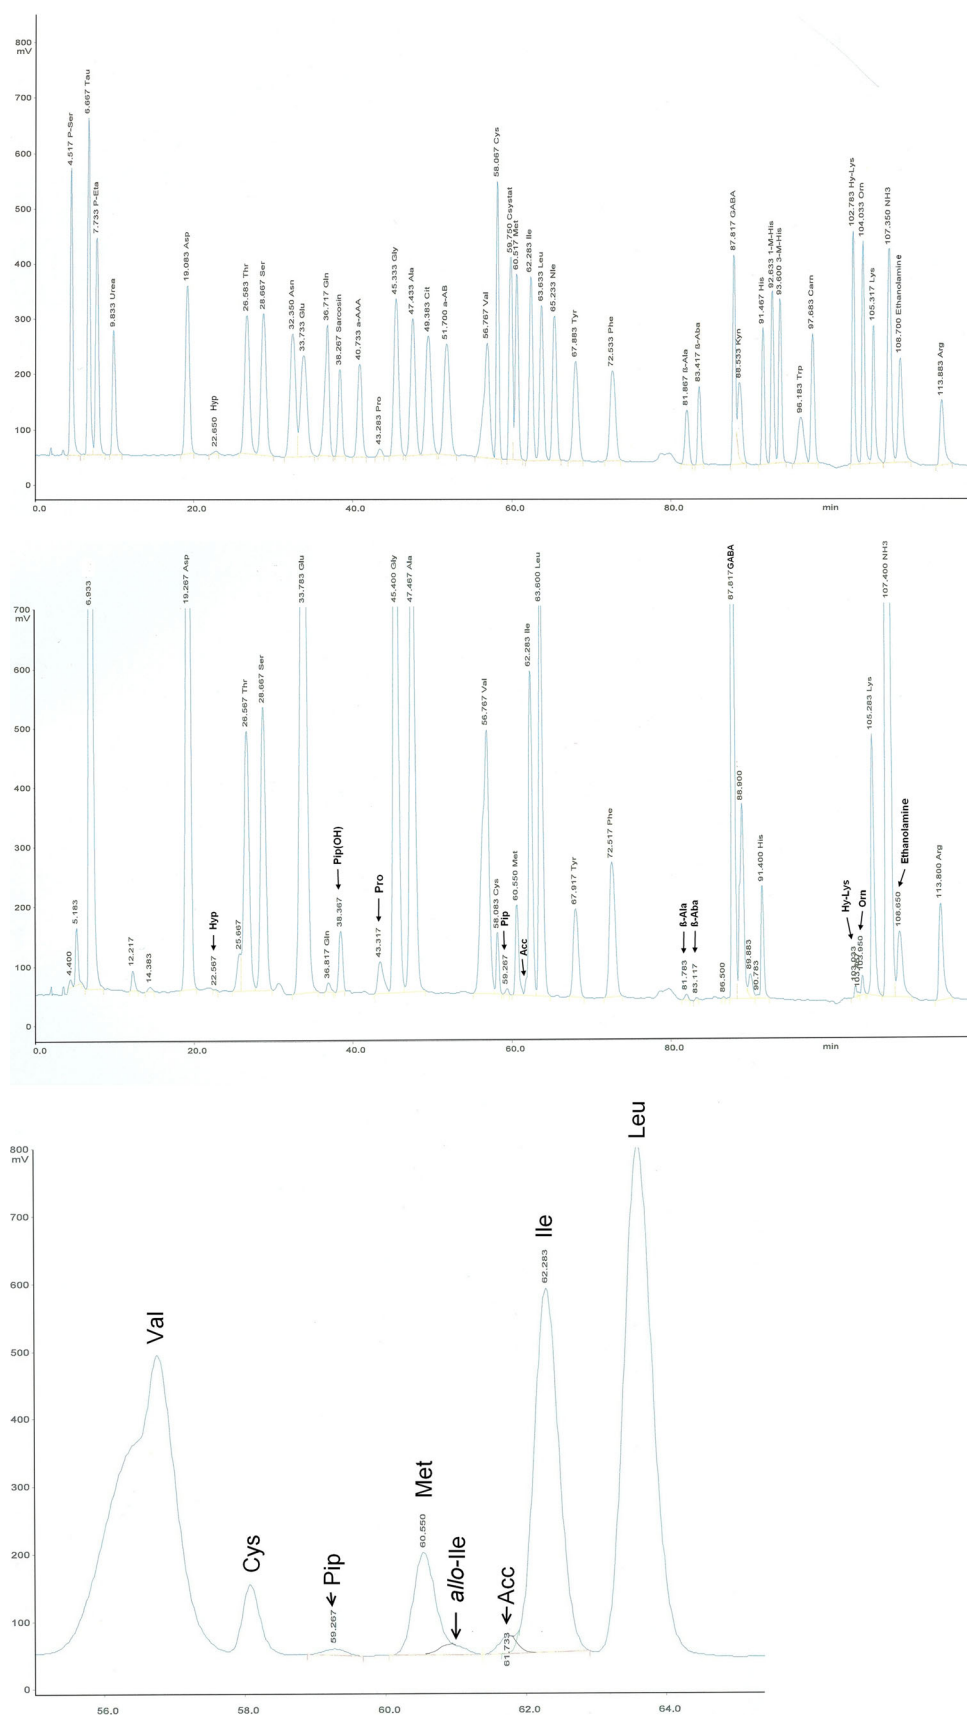 800
mV
700
600
500
400
300
200
100
0
4.517 P-Ser
6.667 Tau
7.733 P-Eta
9.833 Urea
19.083 Asp
22.650 Hyp
26.583 Thr
28.667 Ser
32.350 Asn
33.733 Glu
36.717 Gln
38.267 Sarcosin
40.733 a-AAA
43.283 Pro
45.333 Gly
47.433 Ala
49.383 Cit
51.700 a-AB
56.767 Val
58.067 Cys
59.750 Csystat
60.517 Met
62.283 Ile
63.633 Leu
65.233 Nle
67.883 Tyr
72.533 Phe
81.867 ß-Ala
83.417 ß-Aba
87.817 GABA
88.533 Kyn
91.467 His
92.633 1-M-His
93.600 3-M-His
96.183 Trp
97.683 Carn
102.783 Hy-Lys
104.033 Orn
105.317 Lys
107.350 NH3
108.700 Ethanolamine
113.883 Arg
0.0 20.0 40.0 60.0 80.0 min
700
mV
600
500
400
300
200
100
0
4.400
5.183
6.933
12.217
14.383
19.267 Asp
22.567
Hyp
25.667
26.567 Thr
28.667 Ser
33.783 Glu
36.817 Gln
38.367
Pip(OH)
43.317
Pro
45.400 Gly
47.467 Ala
56.767 Val
58.083 Cys
59.267
Pip
60.550 Met
Acc
62.283 Ile
63.600 Leu
67.917 Tyr
72.517 Phe
81.783
ß-Ala
83.117
ß-Aba
86.500
87.817 GABA
88.900
89.883
90.783
91.400 His
103.033
Hy-Lys
103.950
Orn
105.283 Lys
107.400 NH3
108.650
Ethanolamine
113.800 Arg
0.0 20.0 40.0 60.0 80.0 min
800
mV
700
600
500
400
300
200
100
0
Val
Cys
59.267
Pip
60.550
Met
allo-Ile
61.733
Acc
62.283
Ile
Leu
56.0 58.0 60.0 62.0 64.0